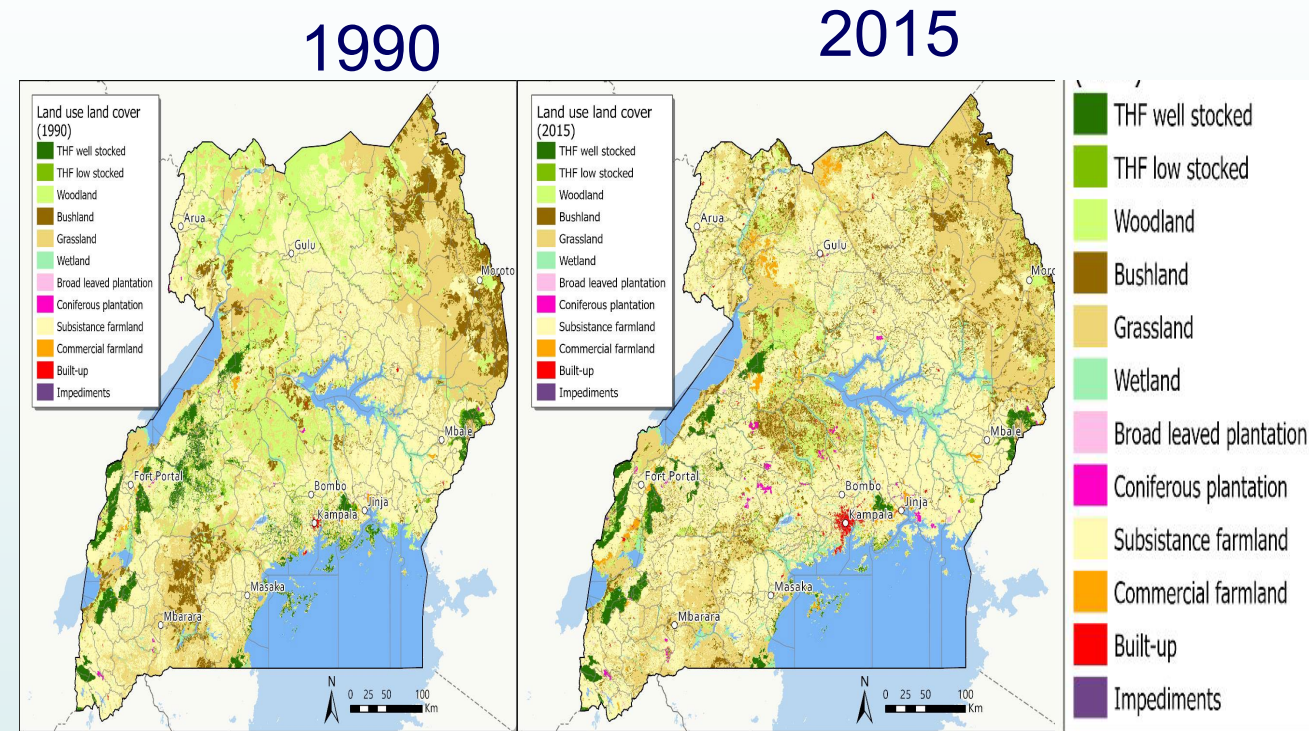 1990
2015
Land use land cover
(1990)
THF well stocked
THF low stocked
Woodland
Bushland
Grassland
Wetland
Broad leaved plantation
Coniferous plantation
Subsistance farmland
Commercial farmland
Built-up
Impediments
Arua
Gulu
Moroto
Mbale
Fort Portal
Bombo
Jinja
Kampala
Masaka
Mbarara
N
0 25 50 100
Km
Land use land cover
(2015)
THF well stocked
THF low stocked
Woodland
Bushland
Grassland
Wetland
Broad leaved plantation
Coniferous plantation
Subsistance farmland
Commercial farmland
Built-up
Impediments
Arua
Gulu
Moro
Mbale
Fort Portal
Bombo
Jinja
Kampala
Masaka
Mbarara
N
0 25 50 100
Km
THF well stocked
THF low stocked
Woodland
Bushland
Grassland
Wetland
Broad leaved plantation
Coniferous plantation
Subsistance farmland
Commercial farmland
Built-up
Impediments